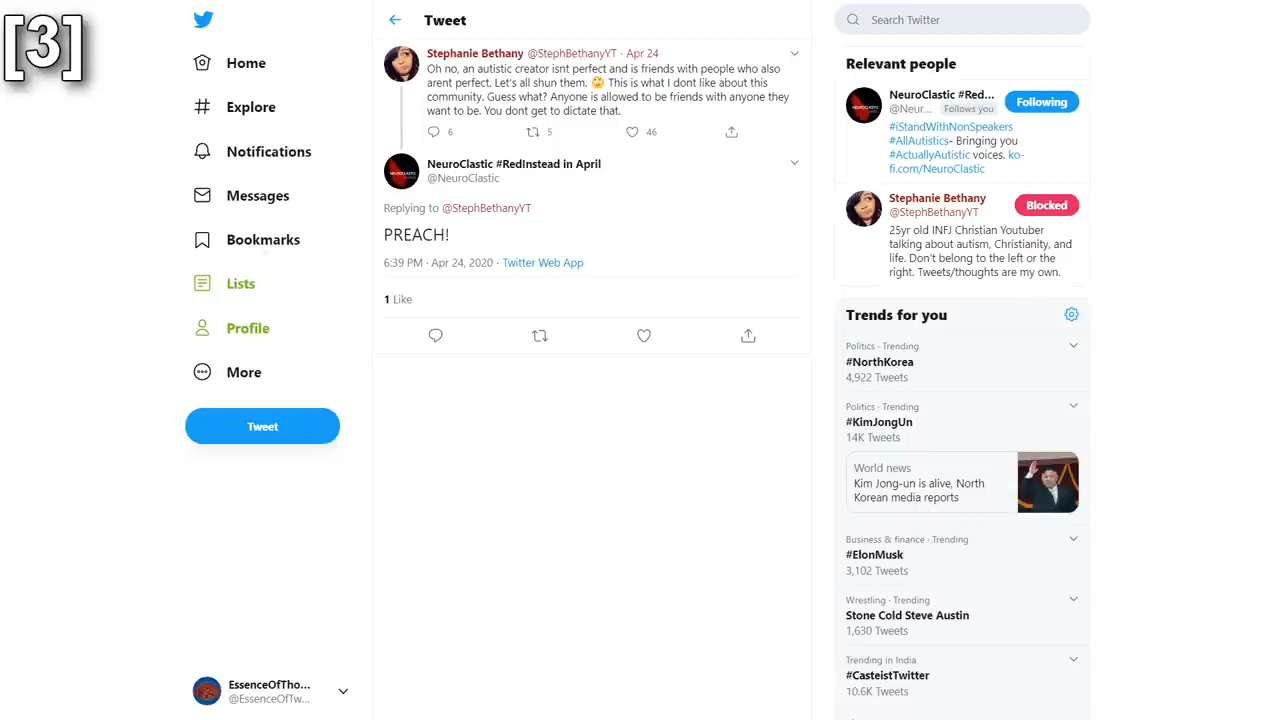 [3]
Home
Explore
Notifications
Messages
Bookmarks
Lists
Profile
More
Tweet
EssenceOfTho...
@EssenceOfTw...
Tweet
Stephanie Bethany @StephBethanyYT · Apr 24
Oh no, an autistic creator isnt perfect and is friends with people who also
arent perfect. Let's all shun them. 🙄 This is what I dont like about this
community. Guess what? Anyone is allowed to be friends with anyone they
want to be. You dont get to dictate that.
6 5 46
NeuroClastic #RedInstead in April
@NeuroClastic
Replying to @StephBethanyYT
PREACH!
6:39 PM · Apr 24, 2020 · Twitter Web App
1 Like
Search Twitter
Relevant people
NeuroClastic #Red...
@Neur... Follows you
Following
#iStandWithNonSpeakers
#AllAutistics- Bringing you
#ActuallyAutistic voices. ko-
fi.com/NeuroClastic
Stephanie Bethany
@StephBethanyYT
Blocked
25yr old INFJ Christian Youtuber
talking about autism, Christianity, and
life. Don't belong to the left or the
right. Tweets/thoughts are my own.
Trends for you
Politics · Trending
#NorthKorea
4,922 Tweets
Politics · Trending
#KimJongUn
14K Tweets
World news
Kim Jong-un is alive, North
Korean media reports
Business & finance · Trending
#ElonMusk
3,102 Tweets
Wrestling · Trending
Stone Cold Steve Austin
1,630 Tweets
Trending in India
#CasteistTwitter
10.6K Tweets